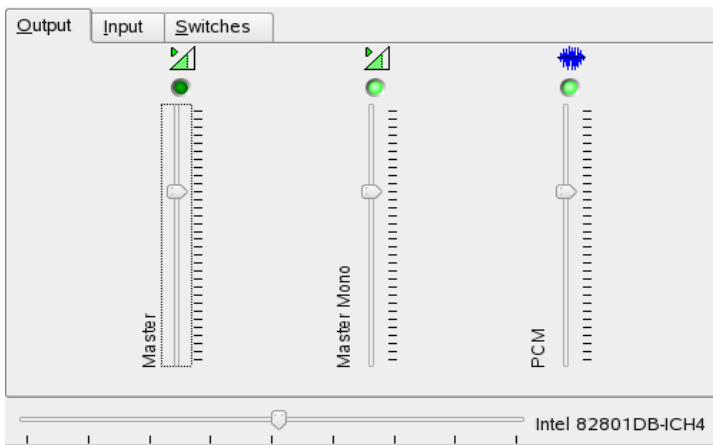 Output
Input
Switches
Master
Master Mono
PCM
Intel 82801DB-ICH4